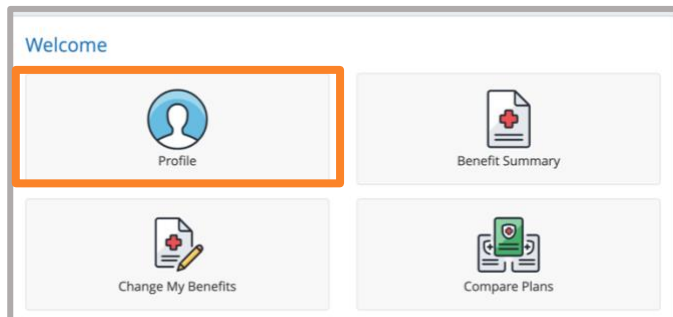 Welcome
Profile
Benefit Summary
Change My Benefits
Compare Plans